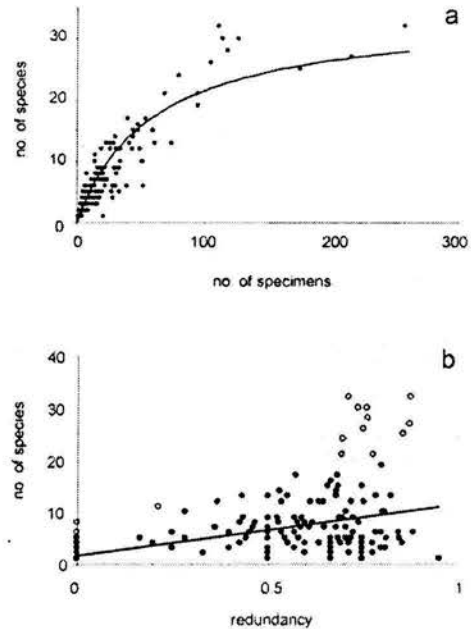 a
30
20
10
0
no. of species
0 100 200 300
no. of specimens
b
40
30
20
10
0
no. of species
0 0.5 1
redundancy